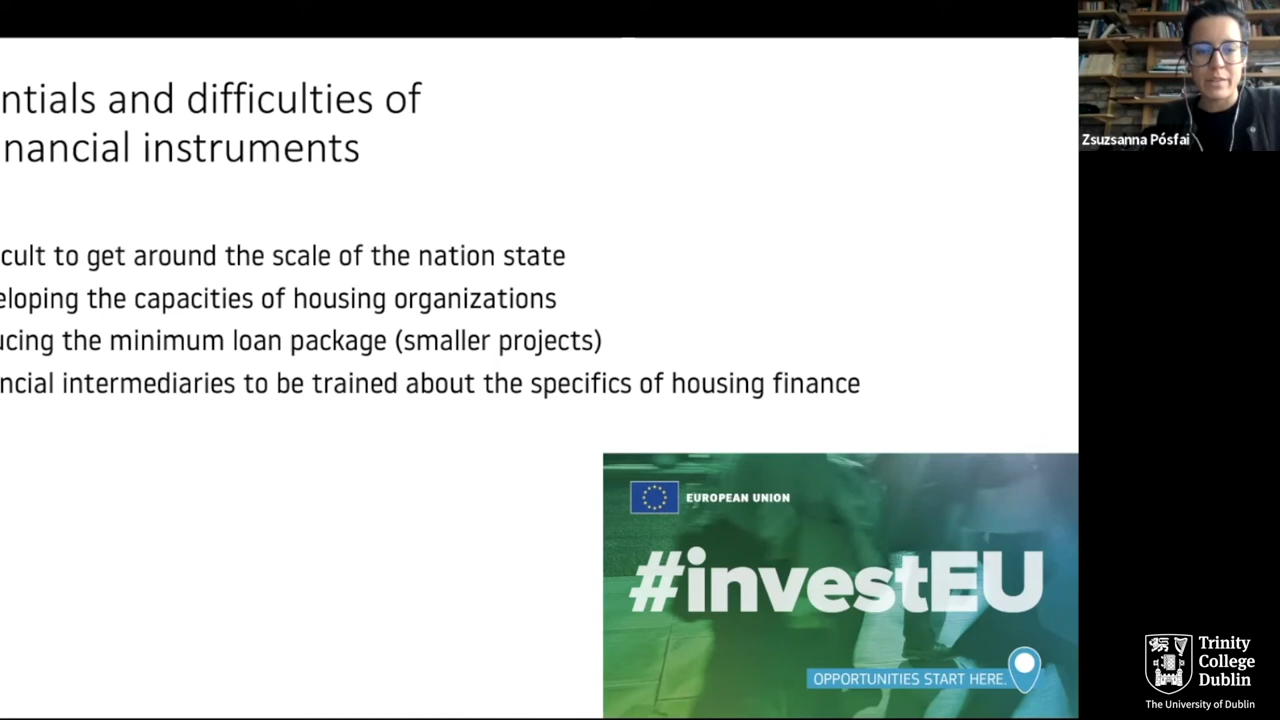 ntials and difficulties of
nancial instruments
cult to get around the scale of the nation state
eloping the capacities of housing organizations
ucing the minimum loan package (smaller projects)
ncial intermediaries to be trained about the specifics of housing finance
EUROPEAN UNION
#investEU
OPPORTUNITIES START HERE.
Zsuzsanna Pósfai
Trinity
College
Dublin
The University of Dublin